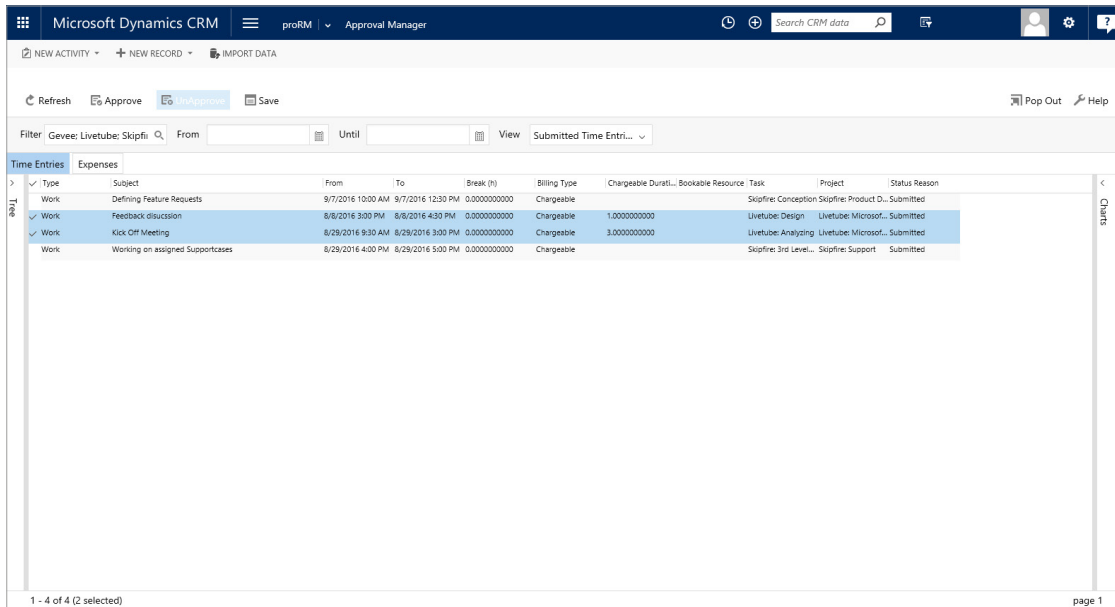 Microsoft Dynamics CRM proRM Approval Manager Search CRM data ?
NEW ACTIVITY NEW RECORD IMPORT DATA
Refresh Approve UnApprove Save Pop Out Help
Filter Gevee; Livetube; Skipfi From Until View Submitted Time Entri...
Time Entries Expenses
Type Subject From To Break (h) Billing Type Chargeable Durati... Bookable Resource Task Project Status Reason
Work Defining Feature Requests 9/7/2016 10:00 AM 9/7/2016 12:30 PM 0.0000000000 Chargeable Skipfire: Conception Skipfire: Product D... Submitted
Work Feedback disucssion 8/8/2016 3:00 PM 8/8/2016 4:30 PM 0.0000000000 Chargeable 1.0000000000 Livetube: Design Livetube: Microsof... Submitted
Work Kick Off Meeting 8/29/2016 9:30 AM 8/29/2016 3:00 PM 0.0000000000 Chargeable 3.0000000000 Livetube: Analyzing Livetube: Microsof... Submitted
Work Working on assigned Supportcases 8/29/2016 4:00 PM 8/29/2016 5:00 PM 0.0000000000 Chargeable Skipfire: 3rd Level... Skipfire: Support Submitted
Tree
Charts
1 - 4 of 4 (2 selected) page 1